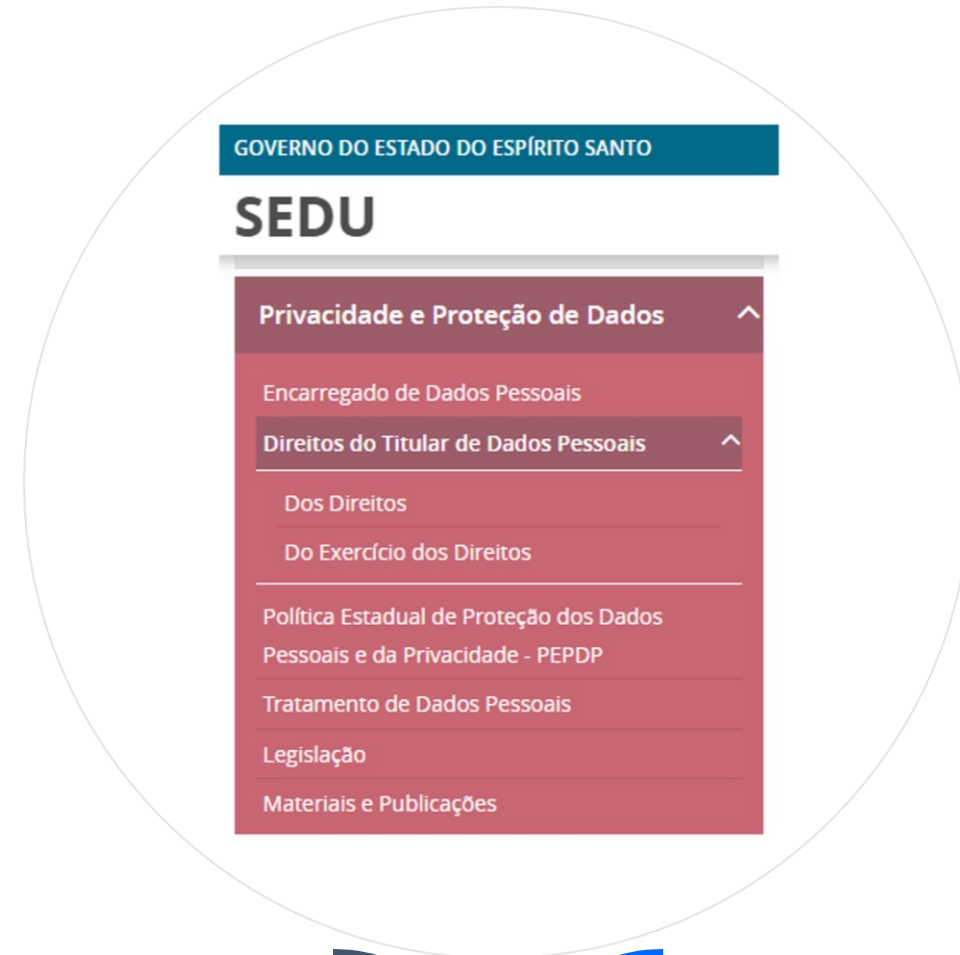 GOVERNO DO ESTADO DO ESPÍRITO SANTO
SEDU
Privacidade e Proteção de Dados
Encarregado de Dados Pessoais
Direitos do Titular de Dados Pessoais
Dos Direitos
Do Exercício dos Direitos
Política Estadual de Proteção dos Dados
Pessoais e da Privacidade - PEPDP
Tratamento de Dados Pessoais
Legislação
Materiais e Publicações